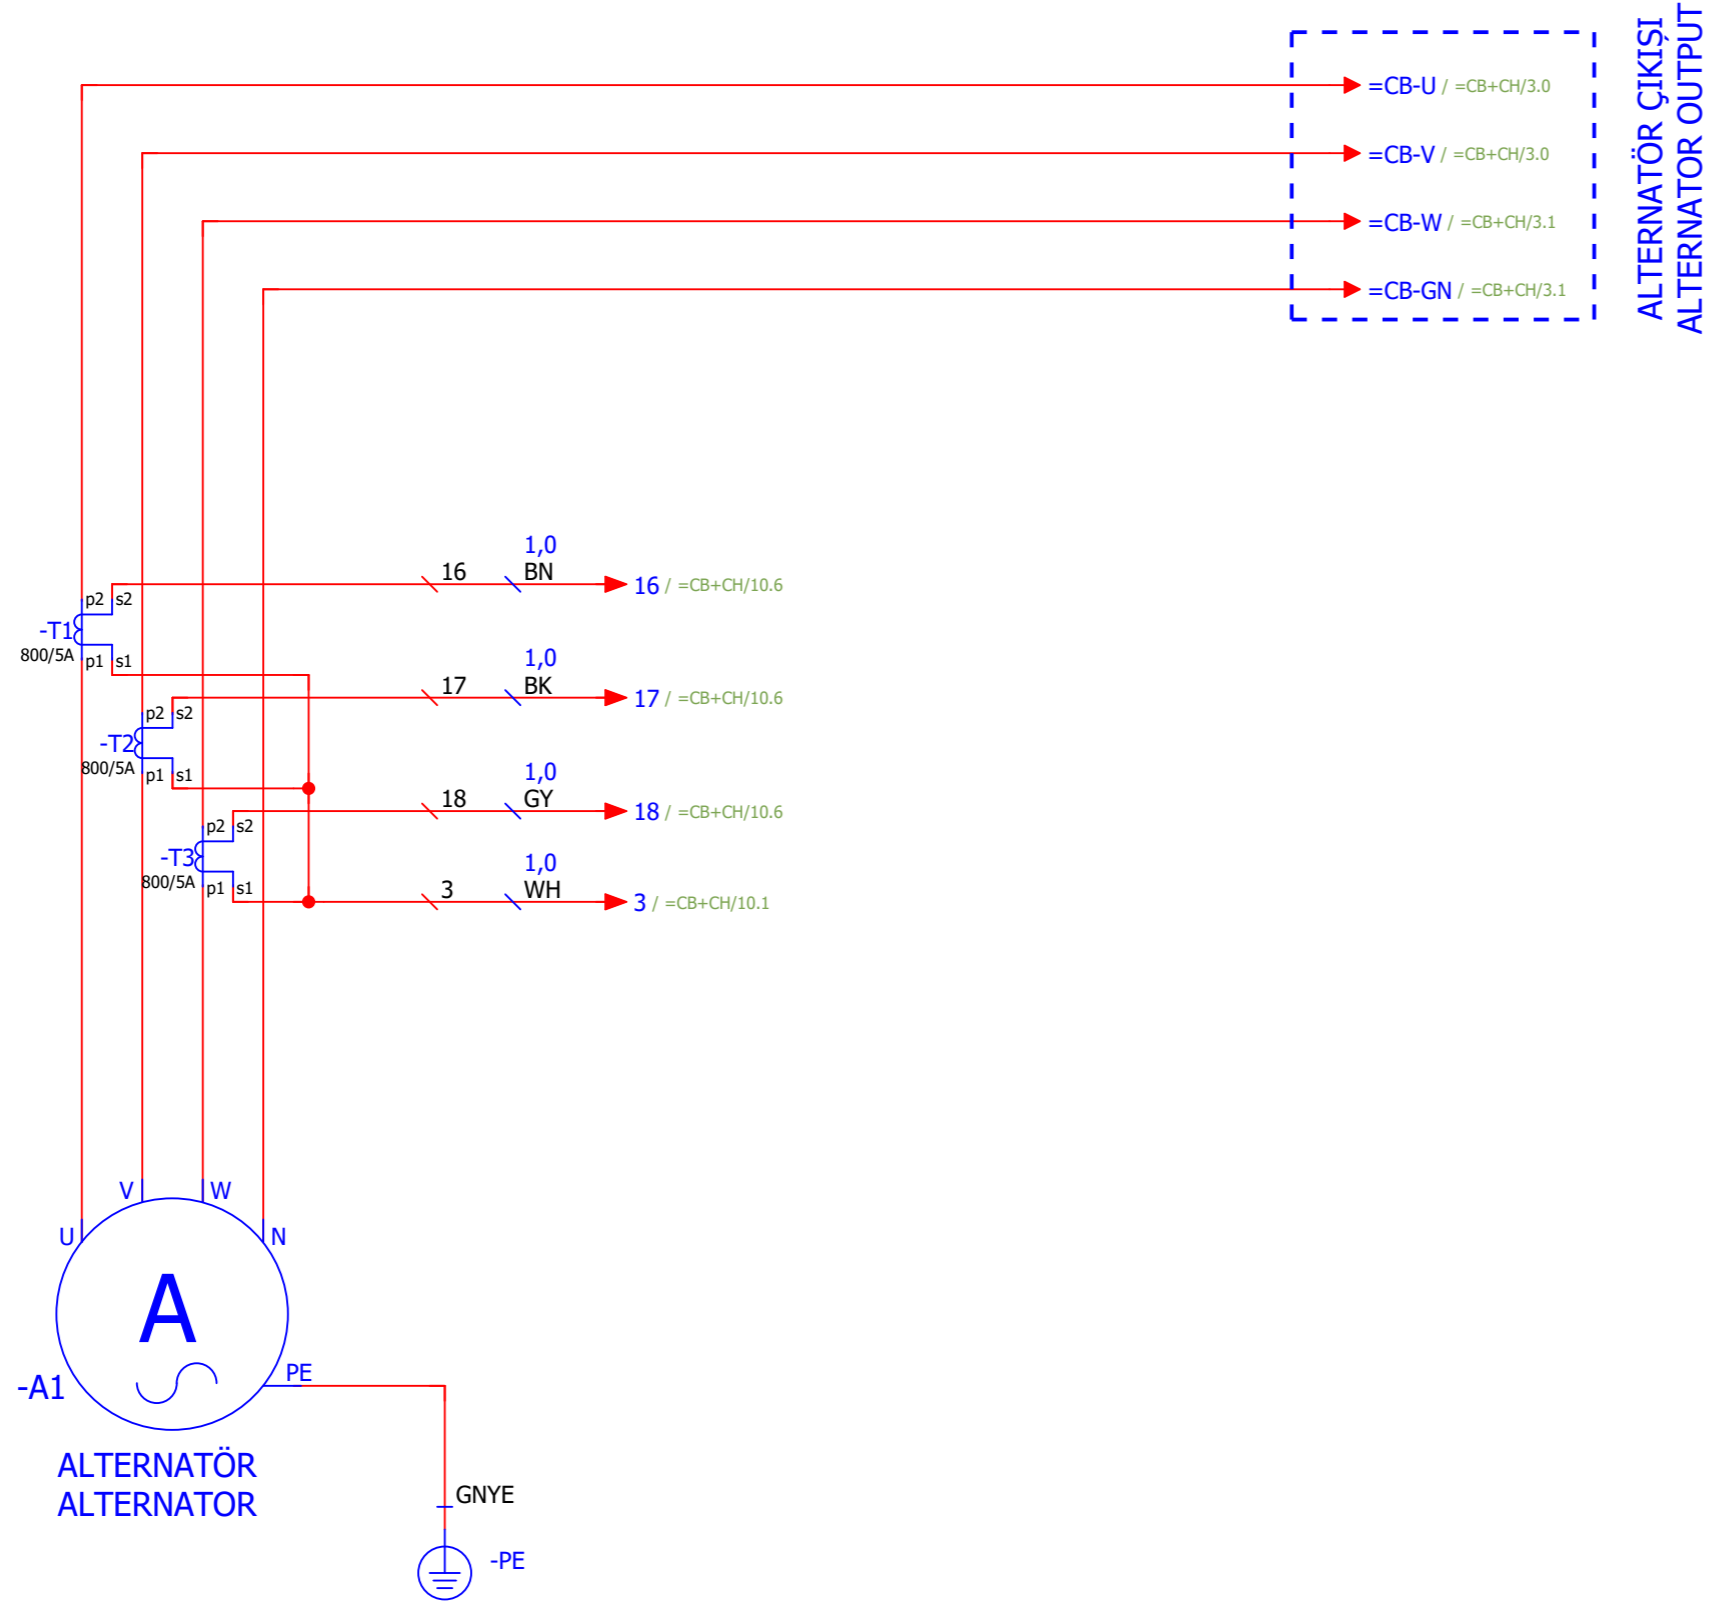 =CB-U / =CB+CH/3.0
=CB-V / =CB+CH/3.0
=CB-W / =CB+CH/3.1
=CB-GN / =CB+CH/3.1
ALTERNATÖR ÇIKIŞI
ALTERNATOR OUTPUT
1,0
16 BN 16 / =CB+CH/10.6
p2 s2
-T1
800/5A
p1 s1
1,0
17 BK 17 / =CB+CH/10.6
p2 s2
-T2
800/5A
p1 s1
1,0
18 GY 18 / =CB+CH/10.6
p2 s2
-T3
800/5A
p1 s1
1,0
3 WH 3 / =CB+CH/10.1
V W
U N
A
PE
-A1
ALTERNATÖR
ALTERNATOR
GNYE
-PE